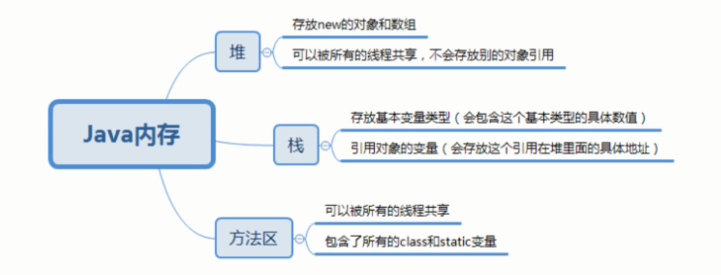 Java内存
堆
存放new的对象和数组
可以被所有的线程共享，不会存放别的对象引用
栈
存放基本变量类型（会包含这个基本类型的具体数值）
引用对象的变量（会存放这个引用在堆里面的具体地址）
方法区
可以被所有的线程共享
包含了所有的class和static变量